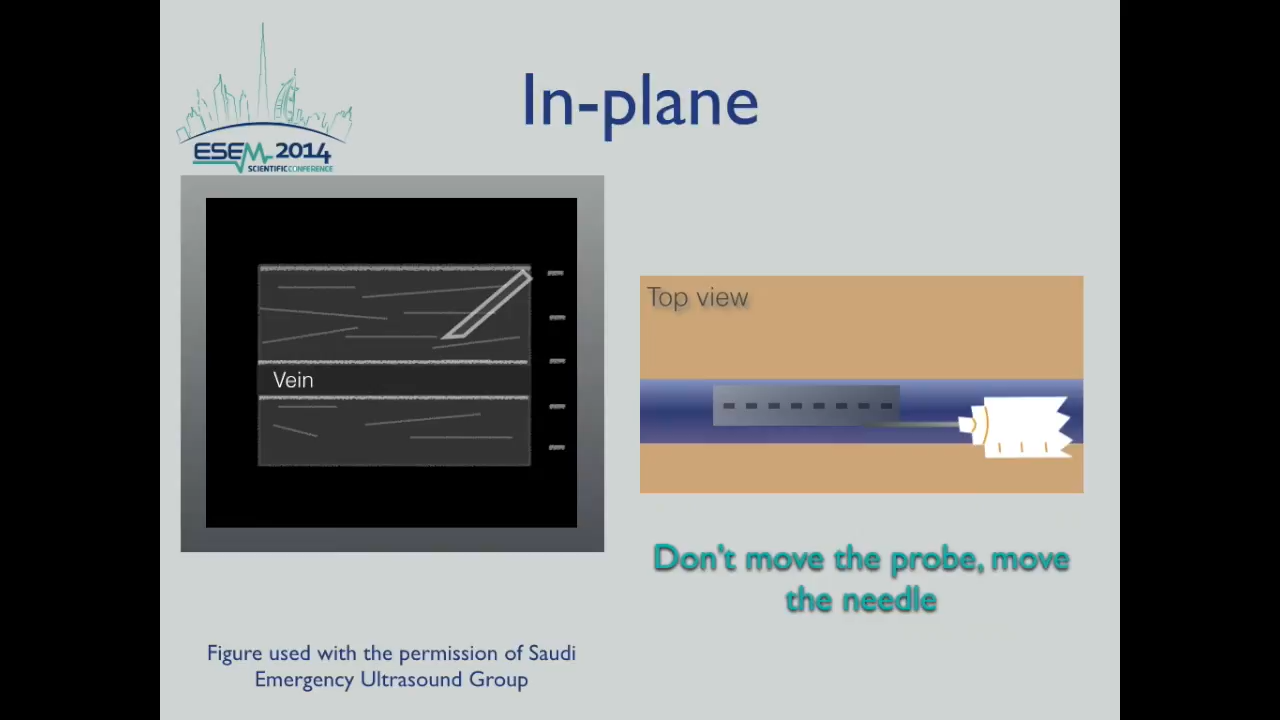 In-plane
ESEM 2014
SCIENTIFIC CONFERENCE
Vein
Top view
Don't move the probe, move
the needle
Figure used with the permission of Saudi
Emergency Ultrasound Group